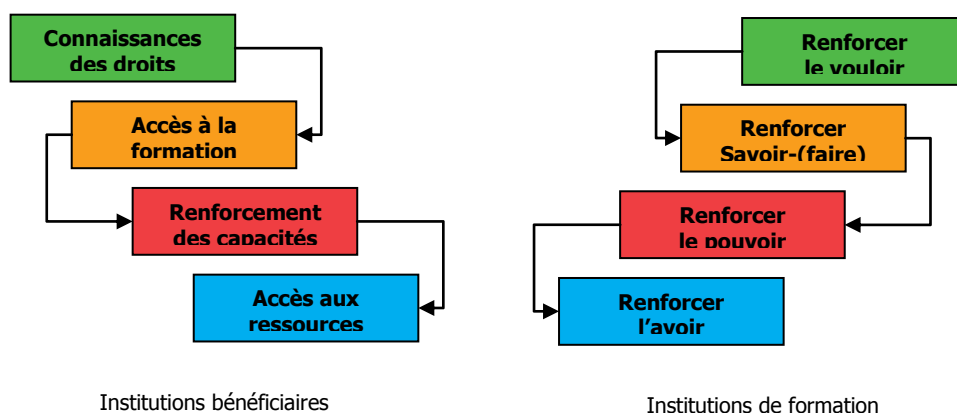 Connaissances
des droits
Accès à la
formation
Renforcement
des capacités
Accès aux
ressources
Institutions bénéficiaires
Renforcer
le vouloir
Renforcer
Savoir-(faire)
Renforcer
le pouvoir
Renforcer
l'avoir
Institutions de formation